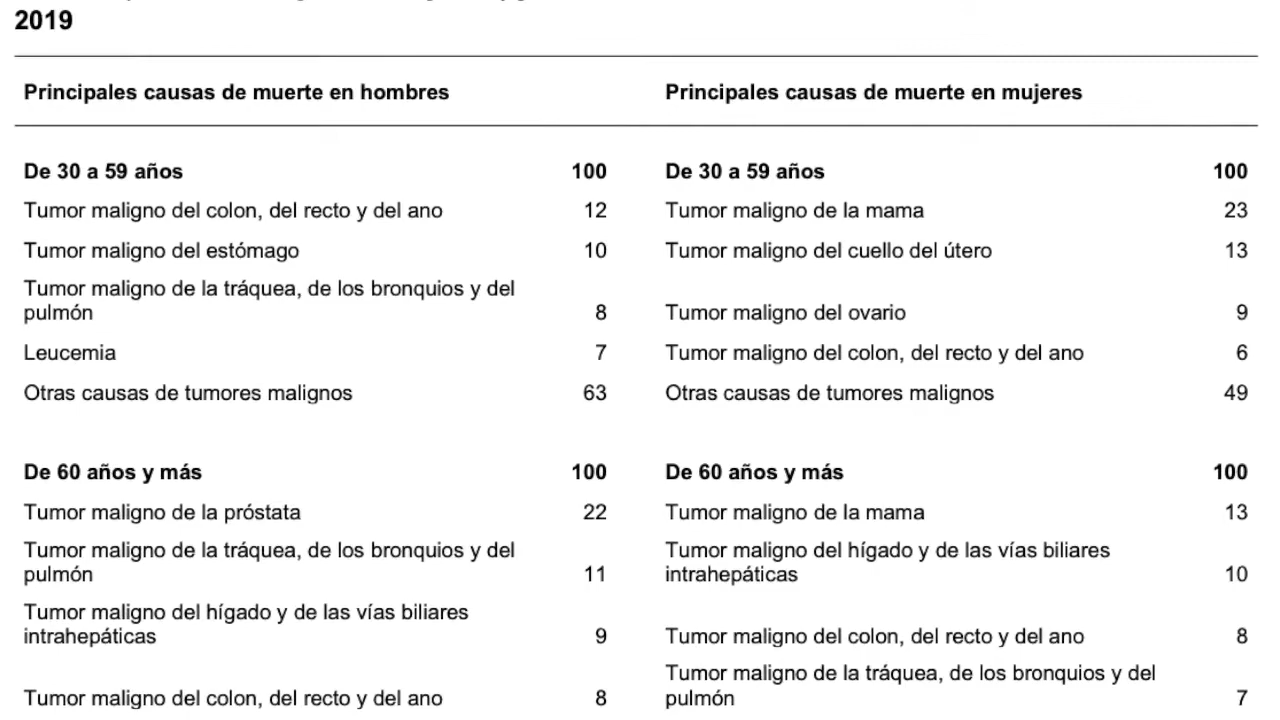 2019
Principales causas de muerte en hombres
Principales causas de muerte en mujeres
De 30 a 59 años 100
De 30 a 59 años 100
Tumor maligno del colon, del recto y del ano 12
Tumor maligno de la mama 23
Tumor maligno del estómago 10
Tumor maligno del cuello del útero 13
Tumor maligno de la tráquea, de los bronquios y del
pulmón 8
Tumor maligno del ovario 9
Leucemia 7
Tumor maligno del colon, del recto y del ano 6
Otras causas de tumores malignos 63
Otras causas de tumores malignos 49
De 60 años y más 100
De 60 años y más 100
Tumor maligno de la próstata 22
Tumor maligno de la mama 13
Tumor maligno de la tráquea, de los bronquios y del
pulmón 11
Tumor maligno del hígado y de las vías biliares
intrahepáticas 10
Tumor maligno del hígado y de las vías biliares
intrahepáticas 9
Tumor maligno del colon, del recto y del ano 8
Tumor maligno del colon, del recto y del ano 8
Tumor maligno de la tráquea, de los bronquios y del
pulmón 7